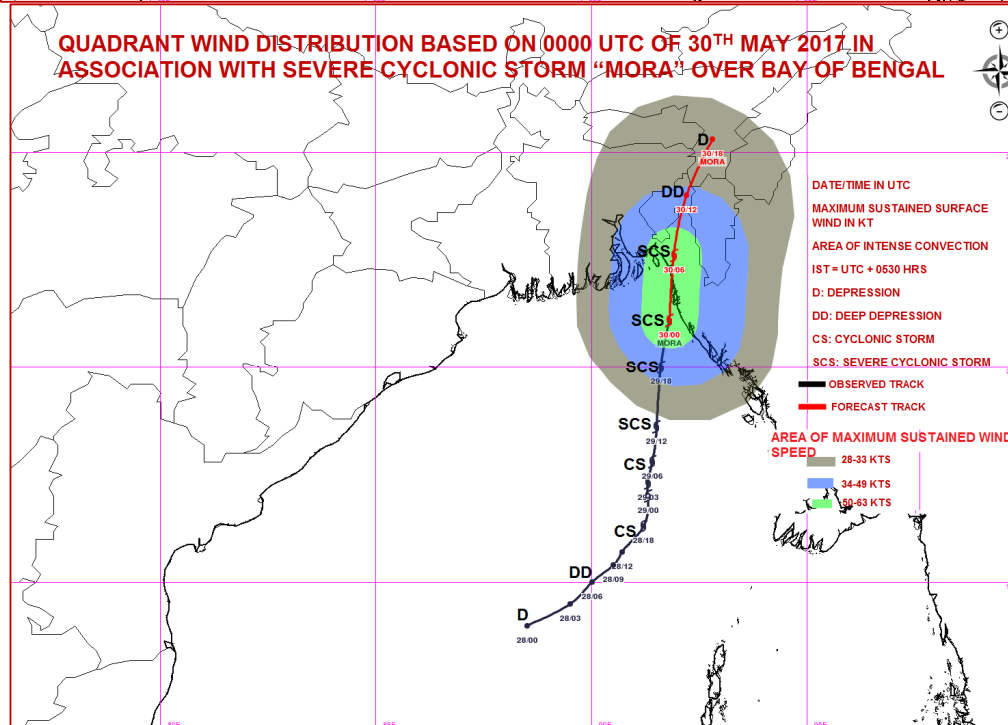 QUADRANT WIND DISTRIBUTION BASED ON 0000 UTC OF 30TH MAY 2017 IN
ASSOCIATION WITH SEVERE CYCLONIC STORM “MORA” OVER BAY OF BENGAL
D
30/18
MORA
DD
30/12
SCS
30/06
SCS
30/00
MORA
SCS
29/18
SCS
29/12
CS
29/06
29/03
29/00
CS
28/18
28/12
28/09
DD
28/06
28/03
D
28/00
DATE/TIME IN UTC
MAXIMUM SUSTAINED SURFACE
WIND IN KT
AREA OF INTENSE CONVECTION
IST = UTC + 0530 HRS
D: DEPRESSION
DD: DEEP DEPRESSION
CS: CYCLONIC STORM
SCS: SEVERE CYCLONIC STORM
OBSERVED TRACK
FORECAST TRACK
AREA OF MAXIMUM SUSTAINED WIND
SPEED
28-33 KTS
34-49 KTS
50-63 KTS